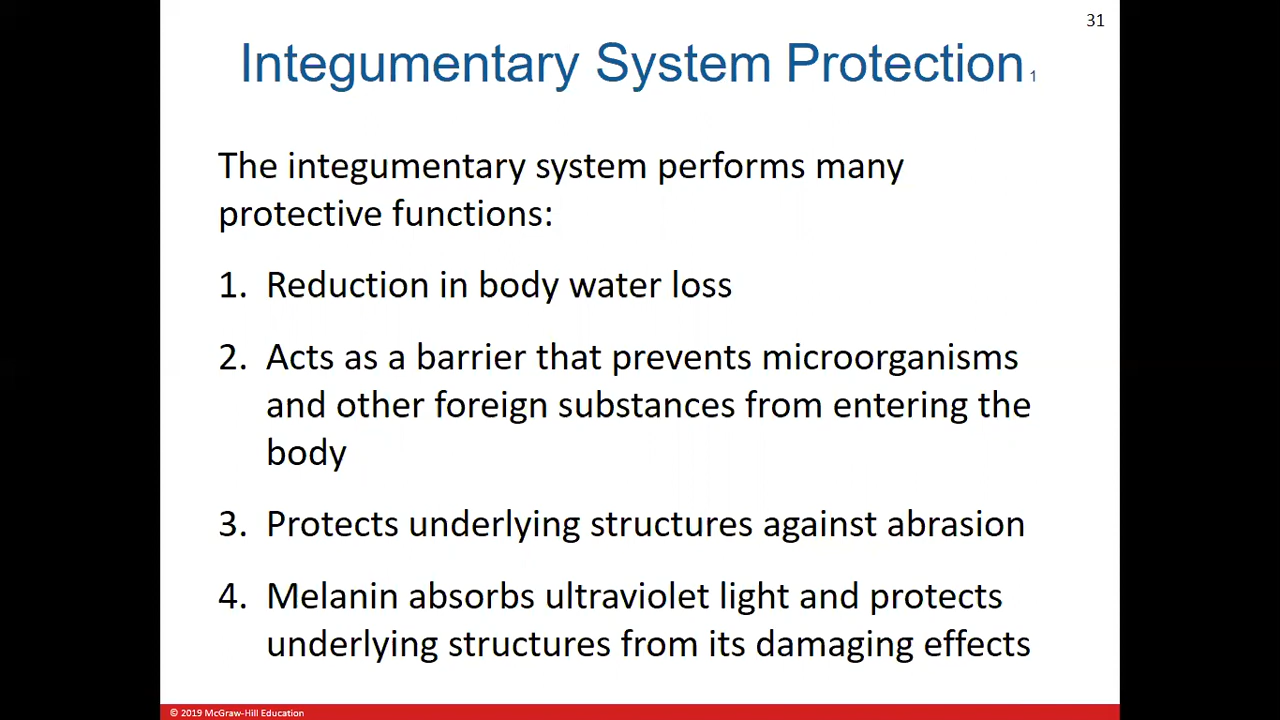 31
Integumentary System Protection 1
The integumentary system performs many
protective functions:
1. Reduction in body water loss
2. Acts as a barrier that prevents microorganisms
and other foreign substances from entering the
body
3. Protects underlying structures against abrasion
4. Melanin absorbs ultraviolet light and protects
underlying structures from its damaging effects
© 2019 McGraw-Hill Education